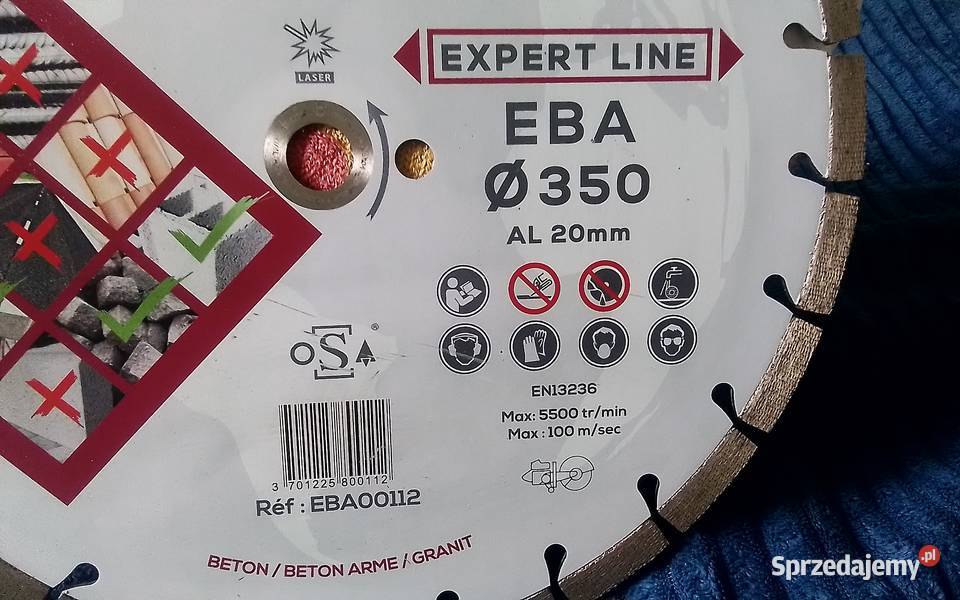 LASER
EXPERT LINE
EBA
Ø 350
AL 20mm
oSA®
EN13236
Max: 5500 tr/min
Max : 100 m/sec
3 701225 800112
Réf : EBA00112
BETON / BETON ARME / GRANIT
Sprzedajemy.pl